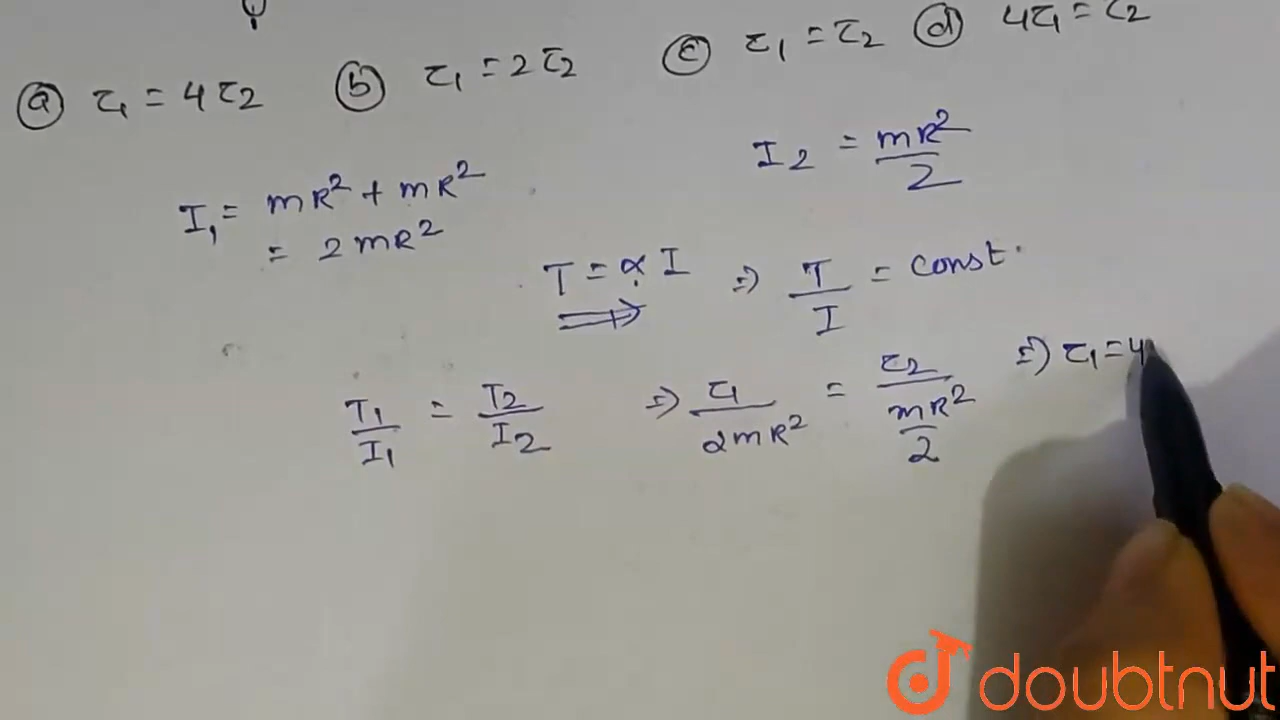 (a) τ₁ = 4τ₂ (b) τ₁ = 2τ₂ (c) τ₁ = τ₂ (d) 4τ₁ = τ₂
I₁ = mR² + mR²
= 2mR²
I₂ = mR²/2
T = α I ⇒ T/I = const.
T₁/I₁ = T₂/I₂ ⇒ τ₁/2mR² = τ₂/(mR²/2) ⇒ τ₁ = 4
doubtnut